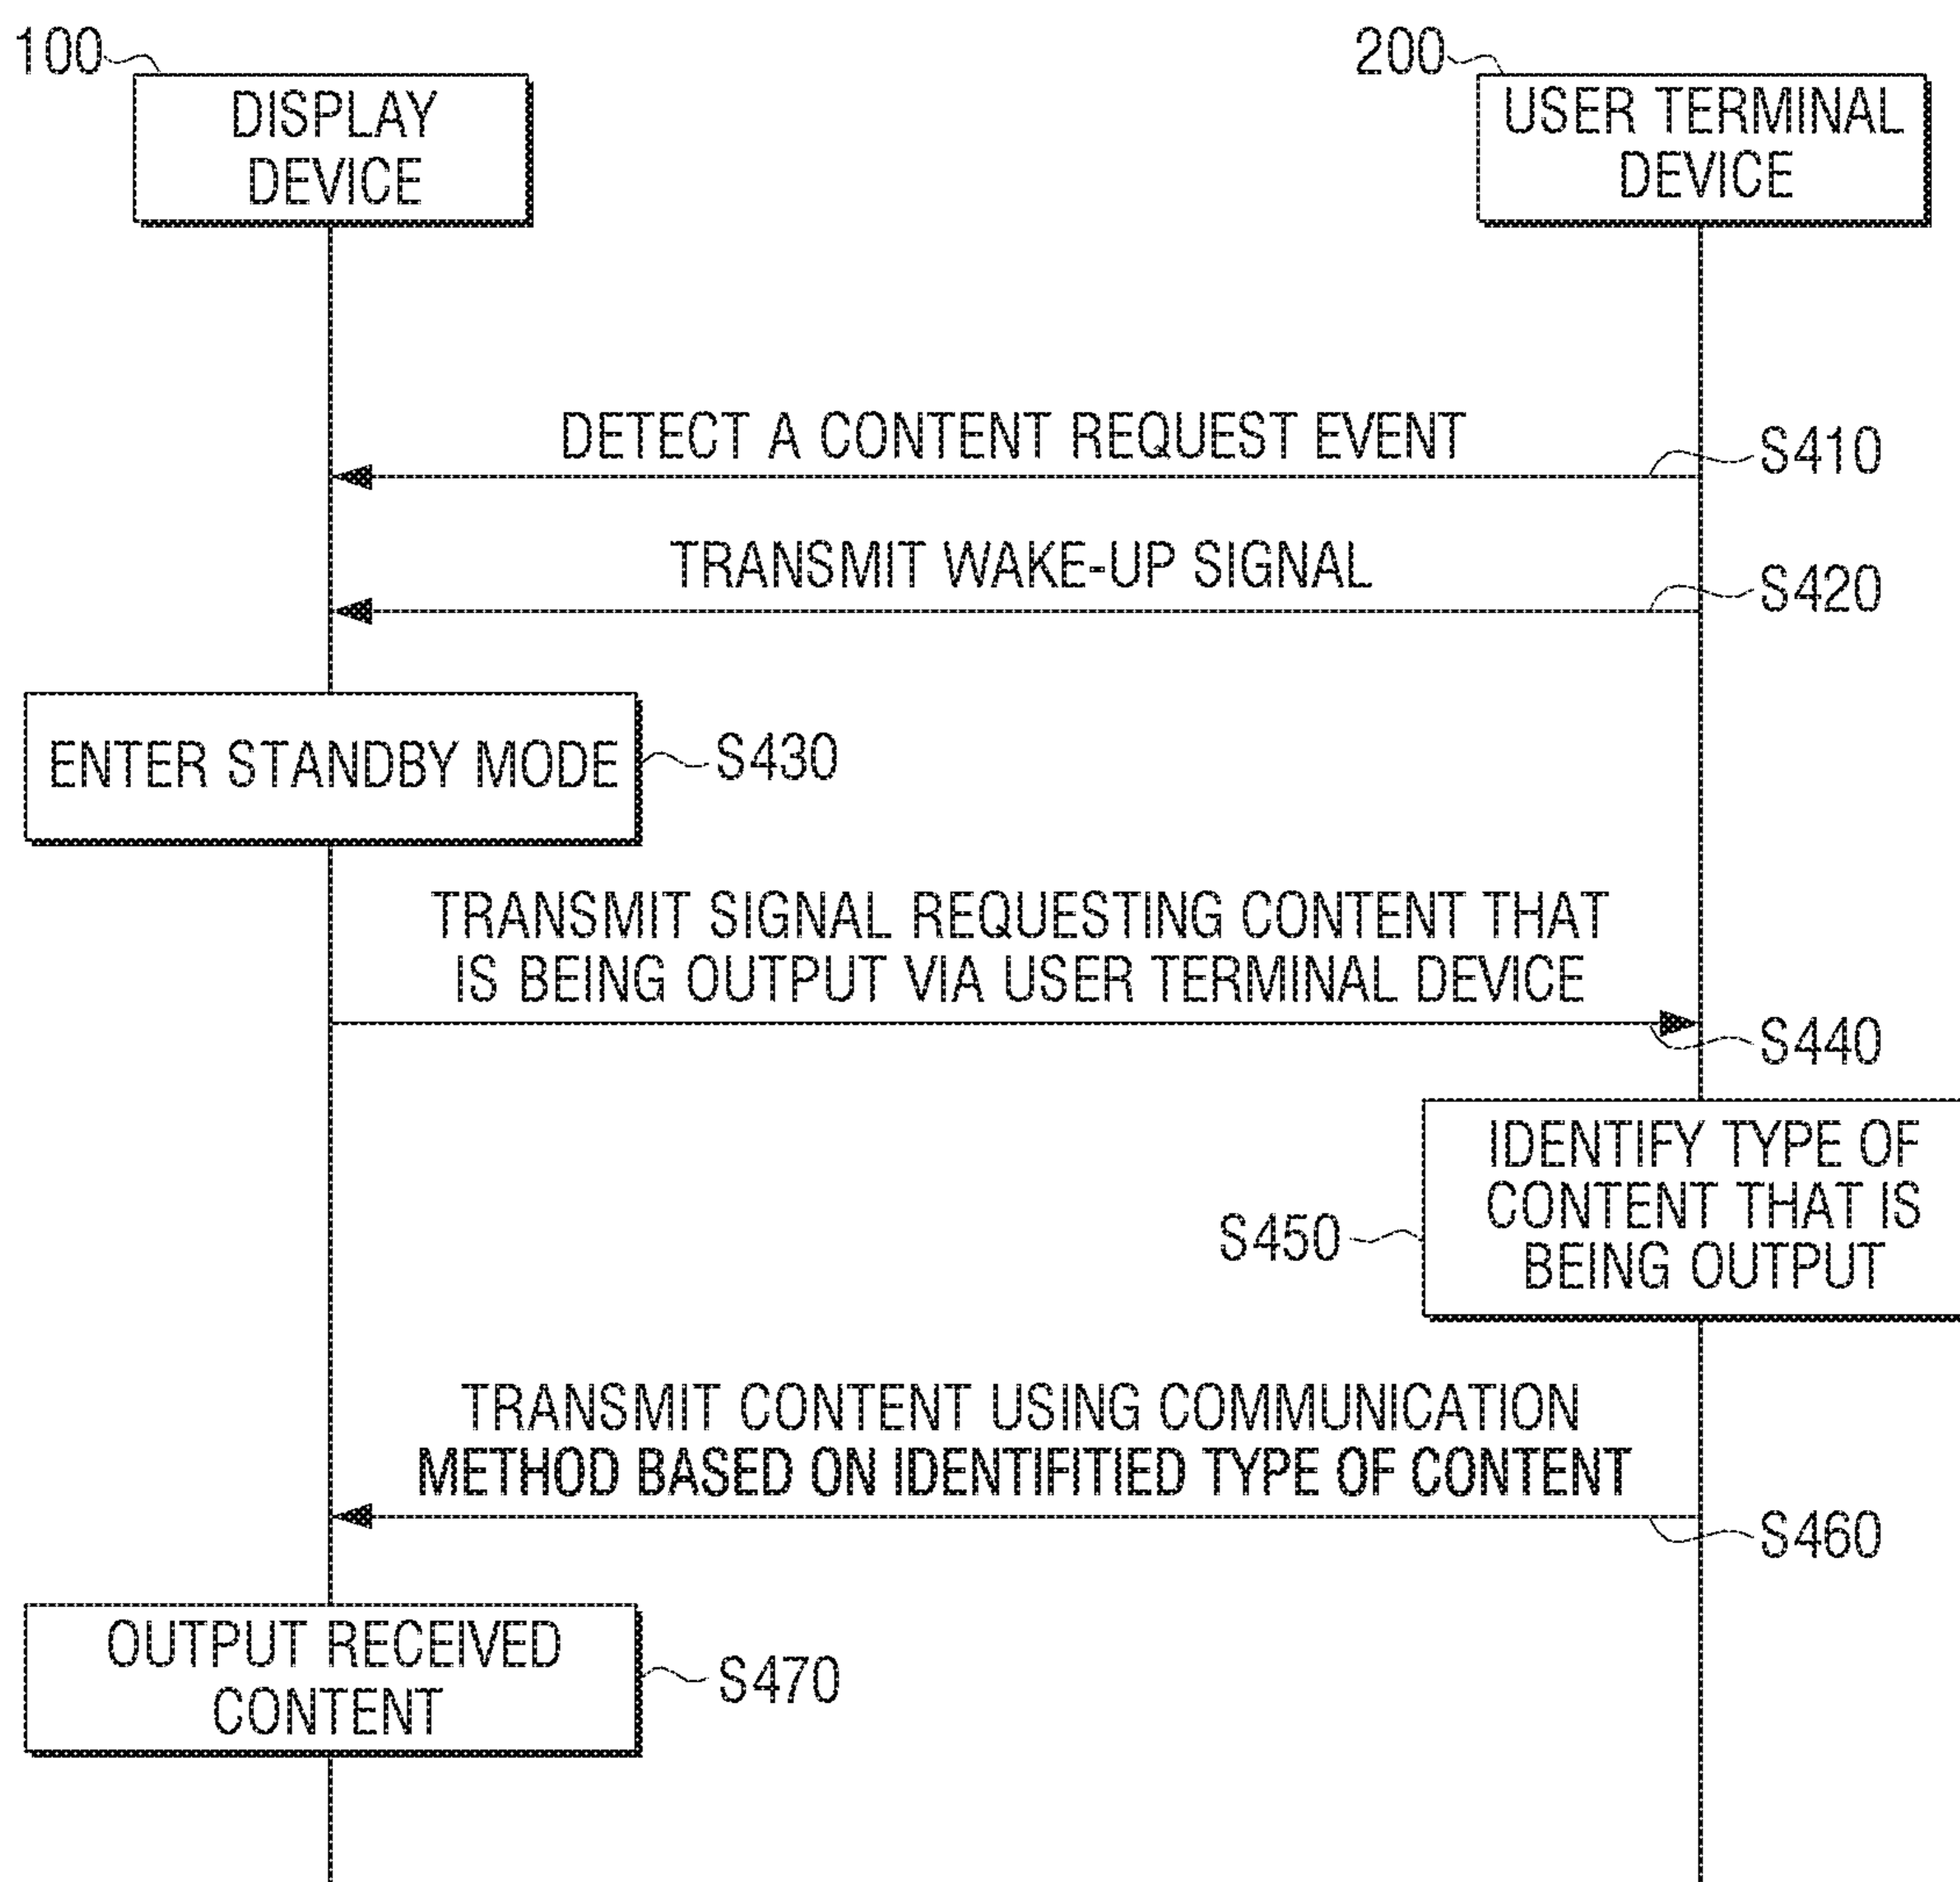 100
DISPLAY
DEVICE
200
USER TERMINAL
DEVICE
DETECT A CONTENT REQUEST EVENT
S410
TRANSMIT WAKE-UP SIGNAL
S420
ENTER STANDBY MODE
S430
TRANSMIT SIGNAL REQUESTING CONTENT THAT
IS BEING OUTPUT VIA USER TERMINAL DEVICE
S440
IDENTIFY TYPE OF
CONTENT THAT IS
BEING OUTPUT
S450
TRANSMIT CONTENT USING COMMUNICATION
METHOD BASED ON IDENTIFITIED TYPE OF CONTENT
S460
OUTPUT RECEIVED
CONTENT
S470